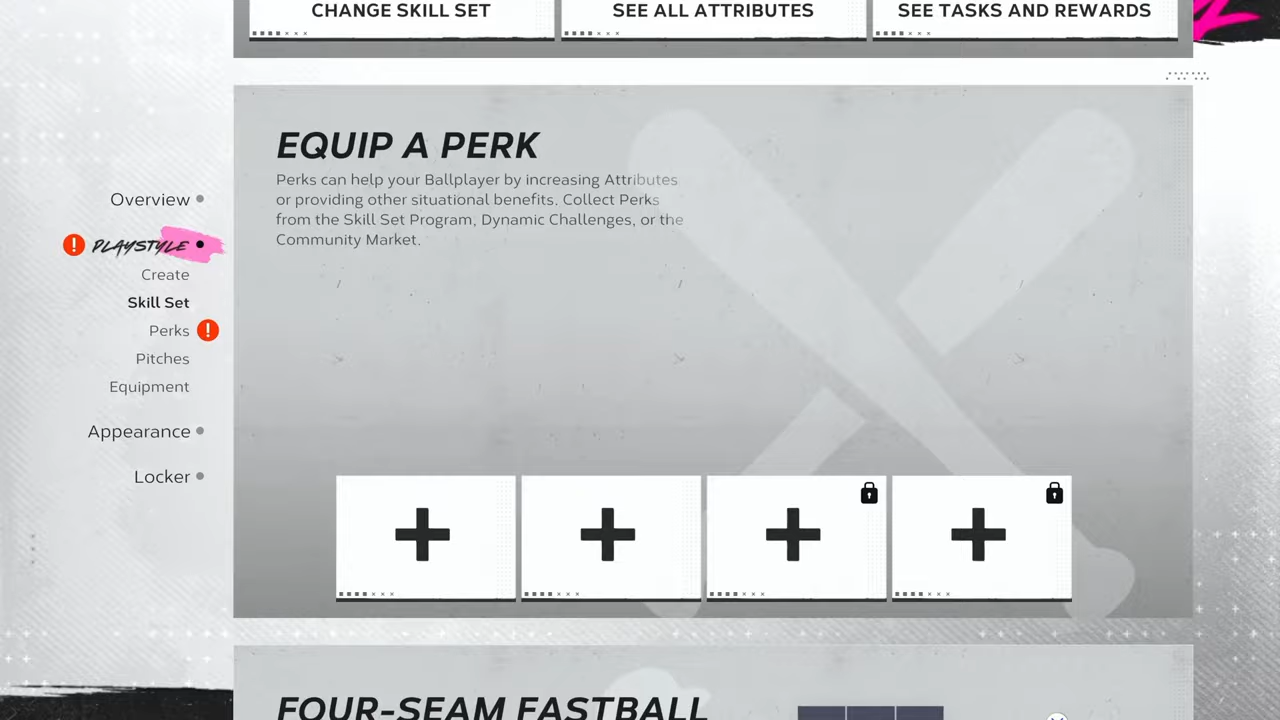 CHANGE SKILL SET
SEE ALL ATTRIBUTES
SEE TASKS AND REWARDS
EQUIP A PERK
Perks can help your Ballplayer by increasing Attributes
or providing other situational benefits. Collect Perks
from the Skill Set Program, Dynamic Challenges, or the
Community Market.
Overview
PLAYSTYLE
Create
Skill Set
Perks
Pitches
Equipment
Appearance
Locker
FOUR-SEAM FASTBALL